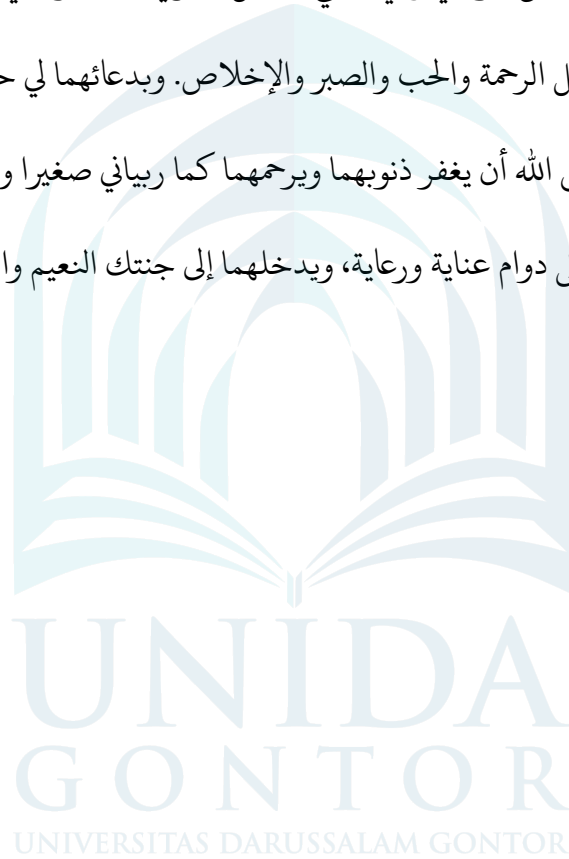 ل الرحمة والحب والصبر والإخلاص. وبدعائهما لي
الله أن يغفر ذنوبهما ويرحمهما كما ربياني صغيرا و
دوام عناية ورعاية، ويدخلهما إلى جنتك النعيم وا
UNIDA
GONTOR
UNIVERSITAS DARUSSALAM GONTOR